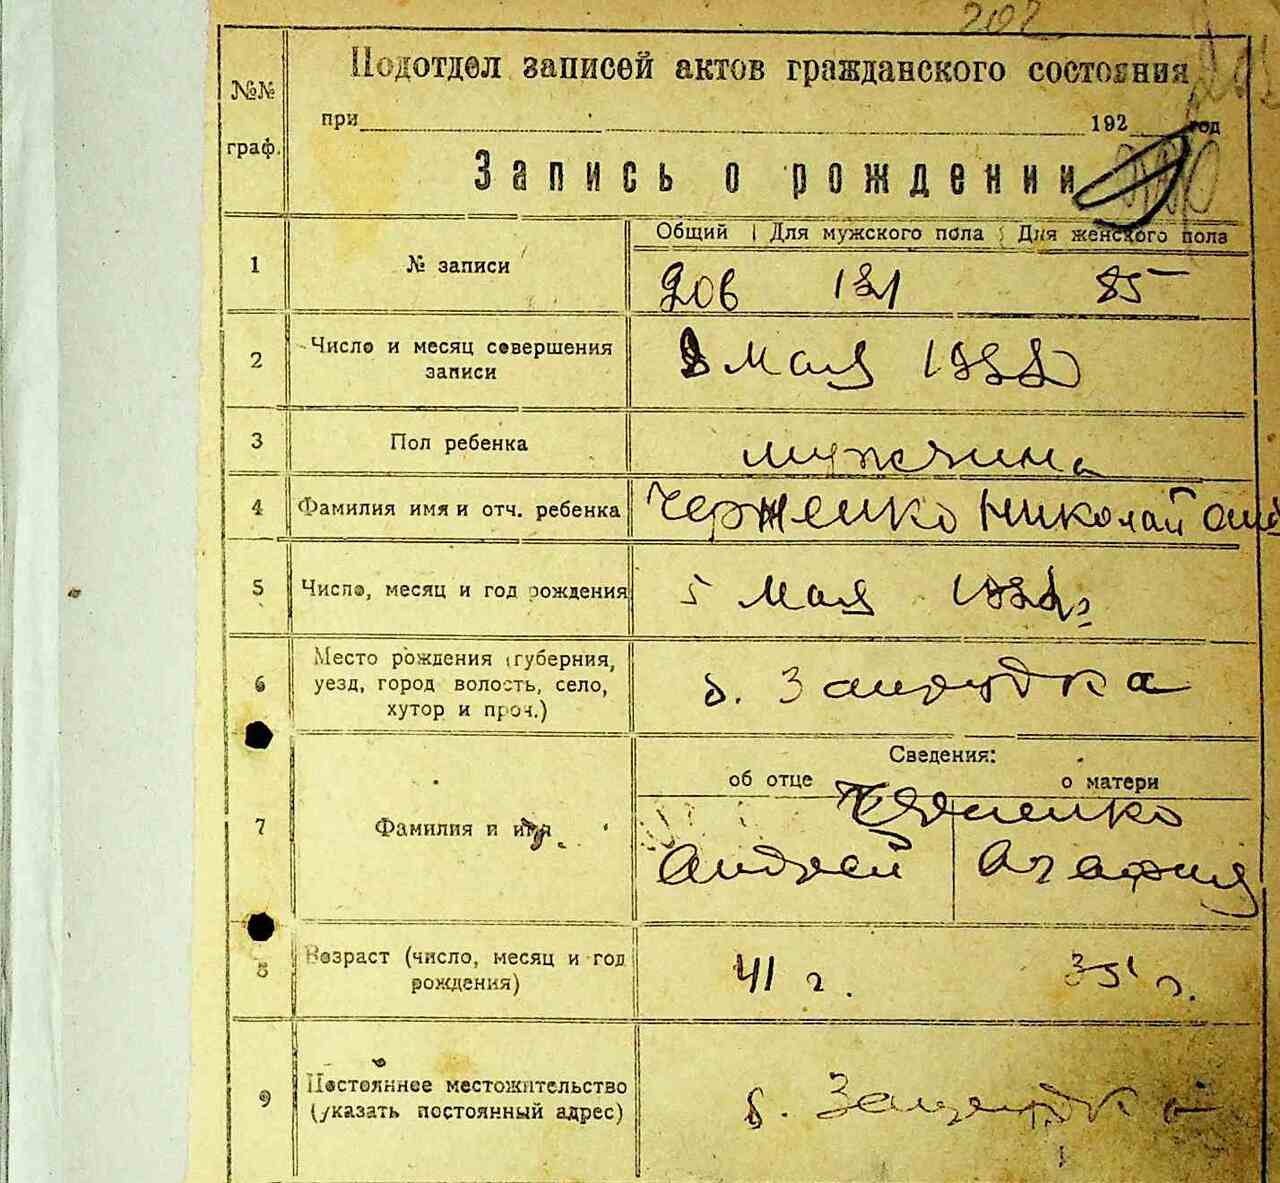 202
№№ граф.
Подотдел записей актов гражданского состояния
при 192 год
Запись о рождении
Общий Для мужского пола Для женского пола
1 № записи 206 121 85
2 Число и месяц совершения записи 8 мая
3 Пол ребенка мужчина
4 Фамилия имя и отч. ребенка Николай
5 Число, месяц и год рождения 5 мая
6 Место рождения (губерния, уезд, город волость, село, хутор и проч.)
Сведения:
об отце о матери
7 Фамилия и имя
Андрей Агафия
8 Возраст (число, месяц и год рождения) 41 г. 35 г.
9 Постоянное местожительство (указать постоянный адрес)